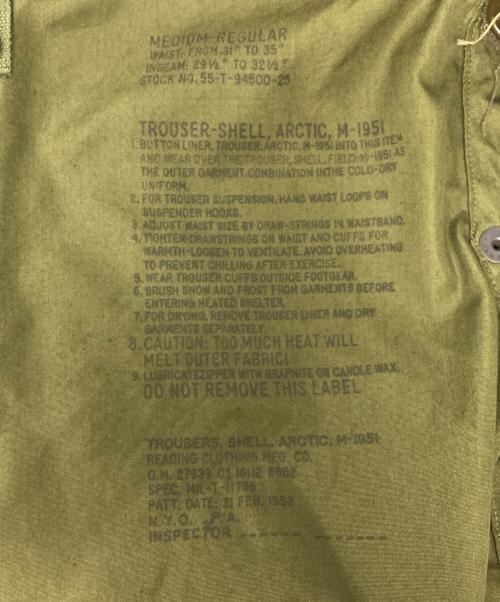 MEDIUM-REGULAR
WAIST: FROM 31" TO 35"
INSEAM: 29½" TO 32½"
STOCK NO. 55-T-94500-25
TROUSER-SHELL, ARCTIC, M-1951
1. BUTTON LINER, TROUSER, ARCTIC, M-1951 INTO THIS ITEM
AND WEAR OVER THE TROUSER, SHELL, FIELD, M-1951 AS
THE OUTER GARMENT COMBINATION IN THE COLD-DRY
UNIFORM.
2. FOR TROUSER SUSPENSION, HANG WAIST LOOPS ON
SUSPENDER HOOKS.
3. ADJUST WAIST SIZE BY DRAW-STRINGS IN WAISTBAND.
4. TIGHTEN DRAWSTRINGS ON WAIST AND CUFFS FOR
WARMTH-LOOSEN TO VENTILATE. AVOID OVERHEATING
TO PREVENT CHILLING AFTER EXERCISE.
5. WEAR TROUSER CUFFS OUTSIDE FOOTGEAR.
6. BRUSH SNOW AND FROST FROM GARMENTS BEFORE
ENTERING HEATED SHELTER.
7. FOR DRYING, REMOVE TROUSER LINER AND DRY
GARMENTS SEPARATELY.
8. CAUTION: TOO MUCH HEAT WILL
MELT OUTER FABRIC!
9. LUBRICATE ZIPPER WITH GRAPHITE OR CANDLE WAX.
DO NOT REMOVE THIS LABEL
TROUSERS, SHELL, ARCTIC, M-1951
READING CLOTHING MFG. CO.
SPEC. MIL-T-11796
PATT. DATE: 21 FEB. 1952
N.Y.Q. P.A.
INSPECTOR